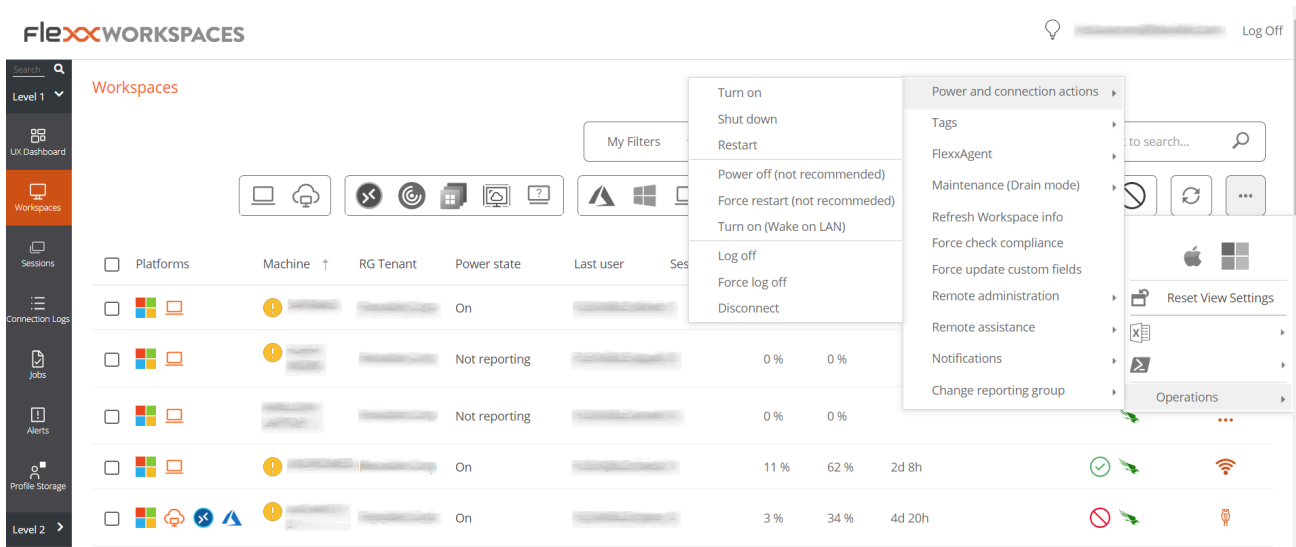 FlexxWORKSPACES
Log Off
Search
Level 1
UX Dashboard
Workspaces
Sessions
Connection Logs
Jobs
Alerts
Profile Storage
Level 2
Workspaces
My Filters
to search...
Turn on
Shut down
Restart
Power off (not recommended)
Force restart (not recommeded)
Turn on (Wake on LAN)
Log off
Force log off
Disconnect
Power and connection actions
Tags
FlexxAgent
Maintenance (Drain mode)
Refresh Workspace info
Force check compliance
Force update custom fields
Remote administration
Remote assistance
Notifications
Change reporting group
Reset View Settings
Operations
Platforms Machine RG Tenant Power state Last user Ses
On
Not reporting 0 % 0 %
Not reporting 0 % 0 %
On 11 % 62 % 2d 8h
On 3 % 34 % 4d 20h